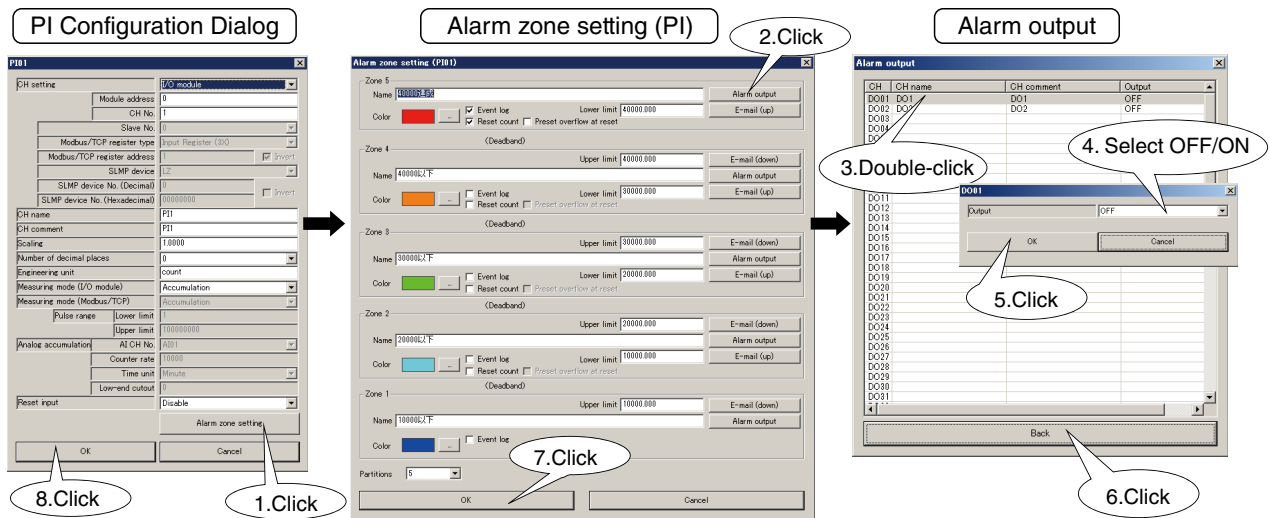 PI Configuration Dialog
PI01
CH setting I/O module
Module address 0
CH No. 1
Slave No. 0
Modbus/TCP register type Input Register (3X)
Modbus/TCP register address 1 Invert
SLMP device LZ
SLMP device No. (Decimal) 0
Invert
SLMP device No. (Hexadecimal) 00000000
CH name PI1
CH comment PI1
Scaling 1.0000
Number of decimal places 0
Engineering unit count
Measuring mode (I/O module) Accumulation
Measuring mode (Modbus/TCP) Accumulation
Pulse range Lower limit 1
Upper limit 100000000
Analog accumulation AI CH No. AI01
Counter rate 10000
Time unit Minute
Low-end cutout 0
Reset input Disable
Alarm zone setting
OK Cancel
8.Click
1.Click
Alarm zone setting (PI)
2.Click
Alarm zone setting (PI01)
Zone 5
Name Alarm output
Color ... Event log Lower limit 40000.000 E-mail (up)
Reset count Preset overflow at reset
(Deadband)
Zone 4
Upper limit 40000.000 E-mail (down)
Name 40000以下 Alarm output
Color ... Event log Lower limit 30000.000 E-mail (up)
Reset count Preset overflow at reset
(Deadband)
Zone 3
Upper limit 30000.000 E-mail (down)
Name 30000以下 Alarm output
Color ... Event log Lower limit 20000.000 E-mail (up)
Reset count Preset overflow at reset
(Deadband)
Zone 2
Upper limit 20000.000 E-mail (down)
Name 20000以下 Alarm output
Color ... Event log Lower limit 10000.000 E-mail (up)
Reset count Preset overflow at reset
(Deadband)
Zone 1
Upper limit 10000.000 E-mail (down)
Name 10000以下 Alarm output
Color ... Event log
Partitions 5
OK Cancel
7.Click
Alarm output
Alarm output
CH CH name CH comment Output
DO01 DO1 DO1 OFF
DO02 DO2 OFF
DO03
DO04
3.Double-click
4. Select OFF/ON
DO01
Output OFF
OK Cancel
5.Click
DO11
DO12
DO13
DO14
DO15
DO16
DO17
DO18
DO19
DO20
DO21
DO22
DO23
DO24
DO25
DO26
DO27
DO28
DO29
DO30
DO31
Back
6.Click